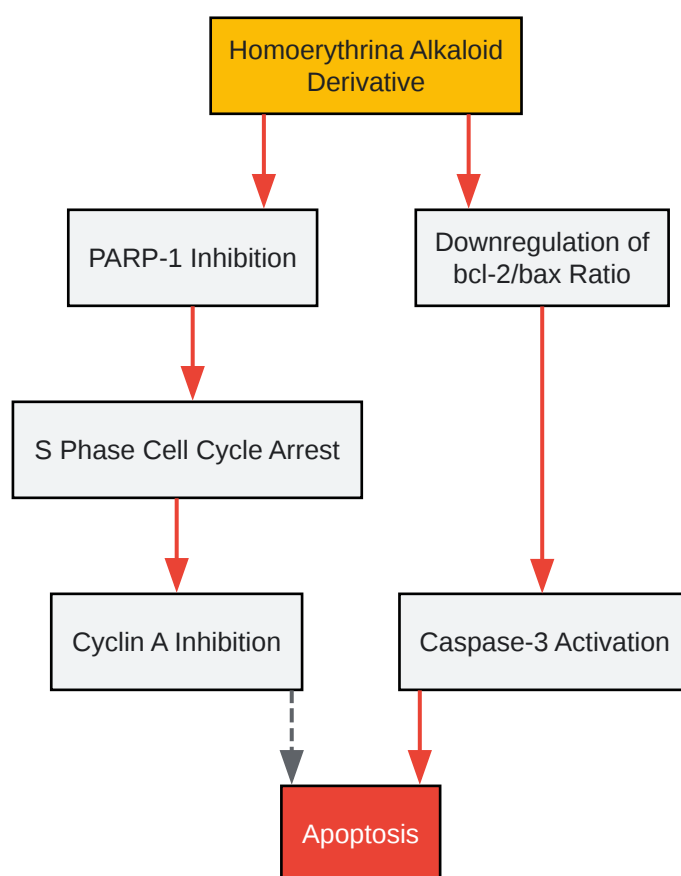 Homoerythrina Alkaloid
Derivative
PARP-1 Inhibition
Downregulation of
bcl-2/bax Ratio
S Phase Cell Cycle Arrest
Cyclin A Inhibition
Caspase-3 Activation
Apoptosis